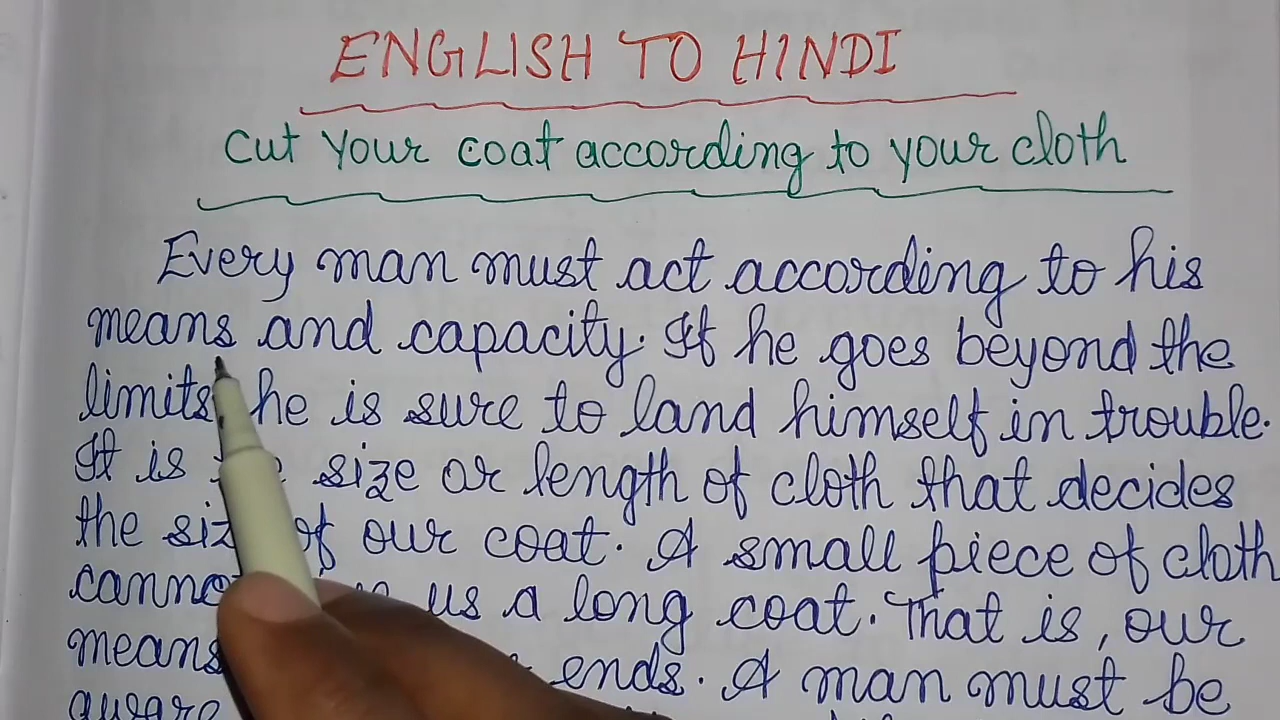 ENGLISH TO HINDI
Cut Your coat according to your cloth
Every man must act according to his
means and capacity. If he goes beyond the
limits he is sure to land himself in trouble.
It is size or length of cloth that decides
the of our coat. A small piece of cloth
us a long coat. That is, our
means ends. A man must be